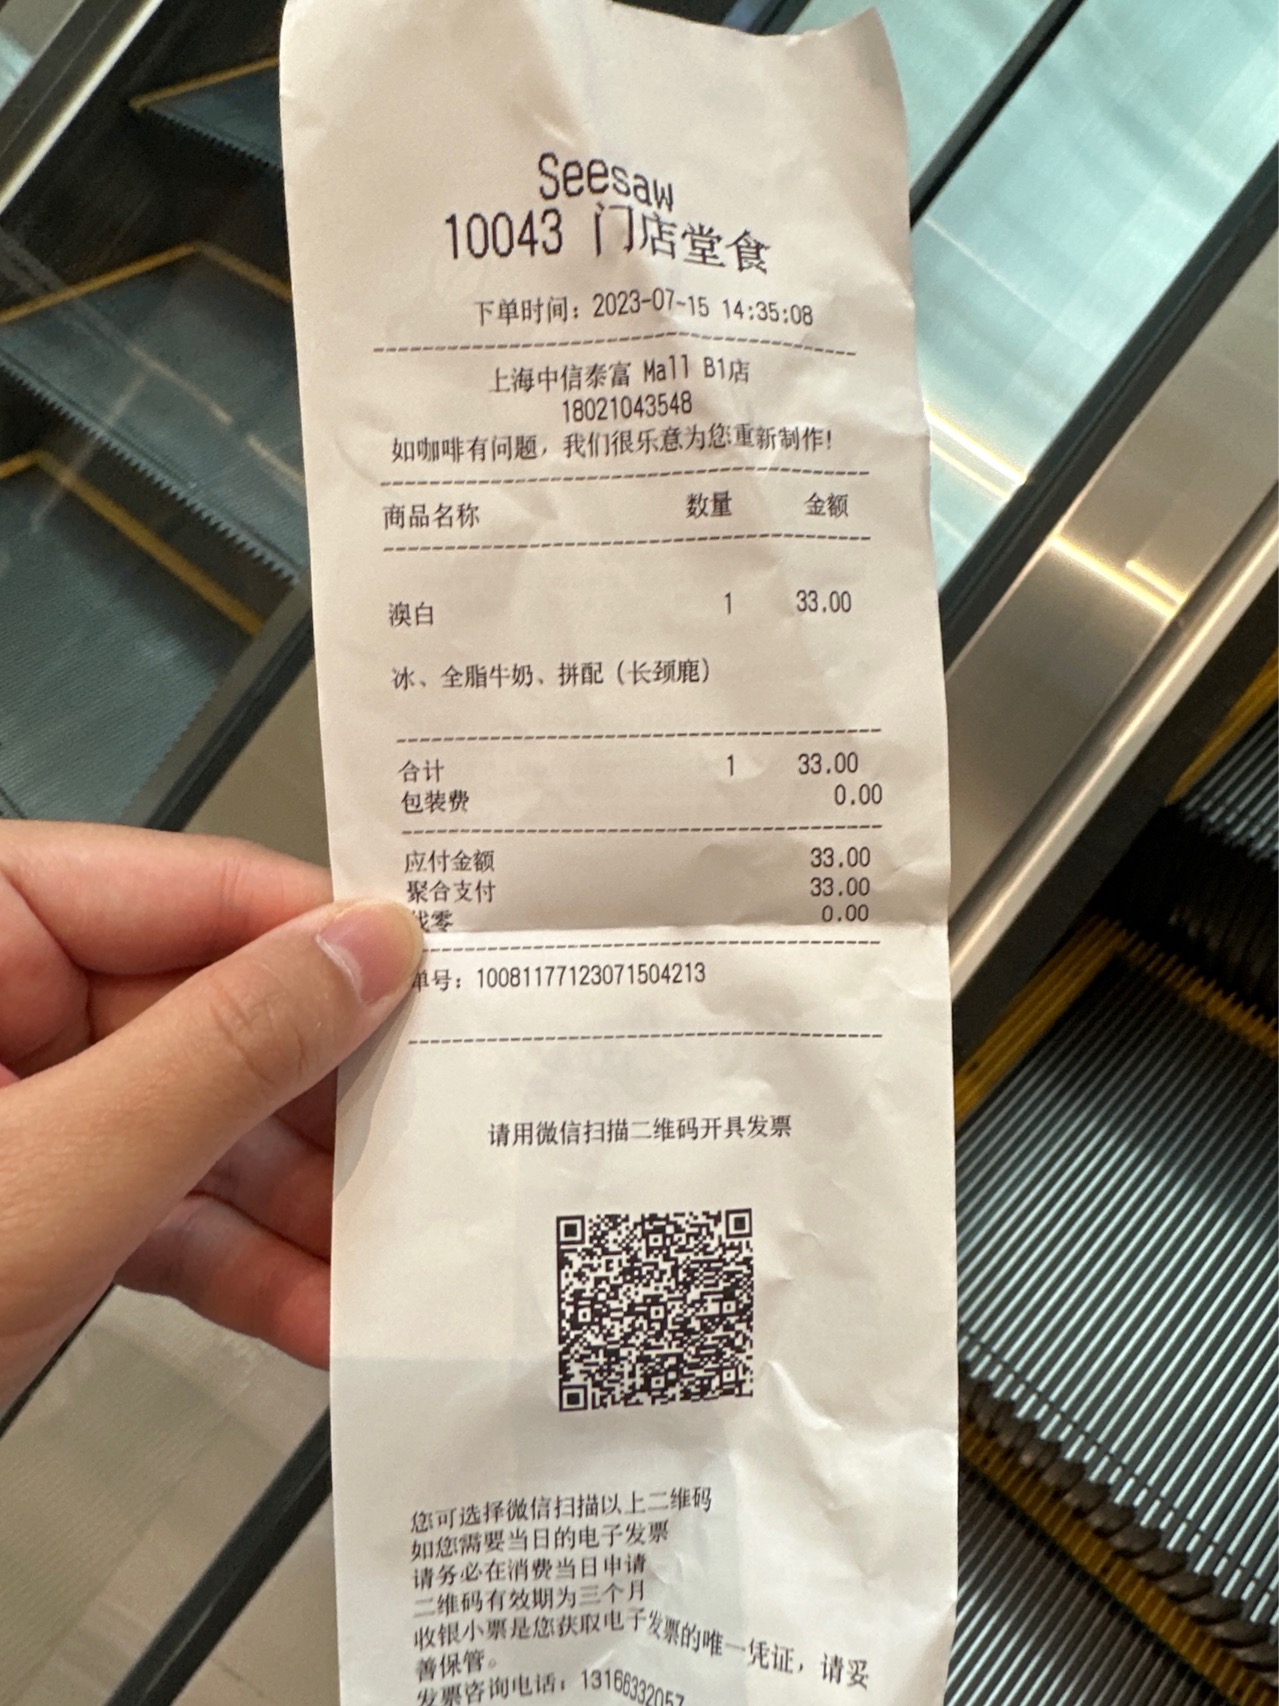 Seesaw
10043 门店堂食
下单时间：2023-07-15 14:35:08
上海中信泰富 Mall B1店
18021043548
如咖啡有问题，我们很乐意为您重新制作！
商品名称 数量 金额
澳白 1 33.00
冰、全脂牛奶、拼配（长颈鹿）
合计 1 33.00
包装费 0.00
应付金额 33.00
聚合支付 33.00
找零 0.00
单号：10081177123071504213
请用微信扫描二维码开具发票
您可选择微信扫描以上二维码
如您需要当日的电子发票
请务必在消费当日申请
二维码有效期为三个月
收银小票是您获取电子发票的唯一凭证，请妥
善保管。
发票咨询电话：13166332057